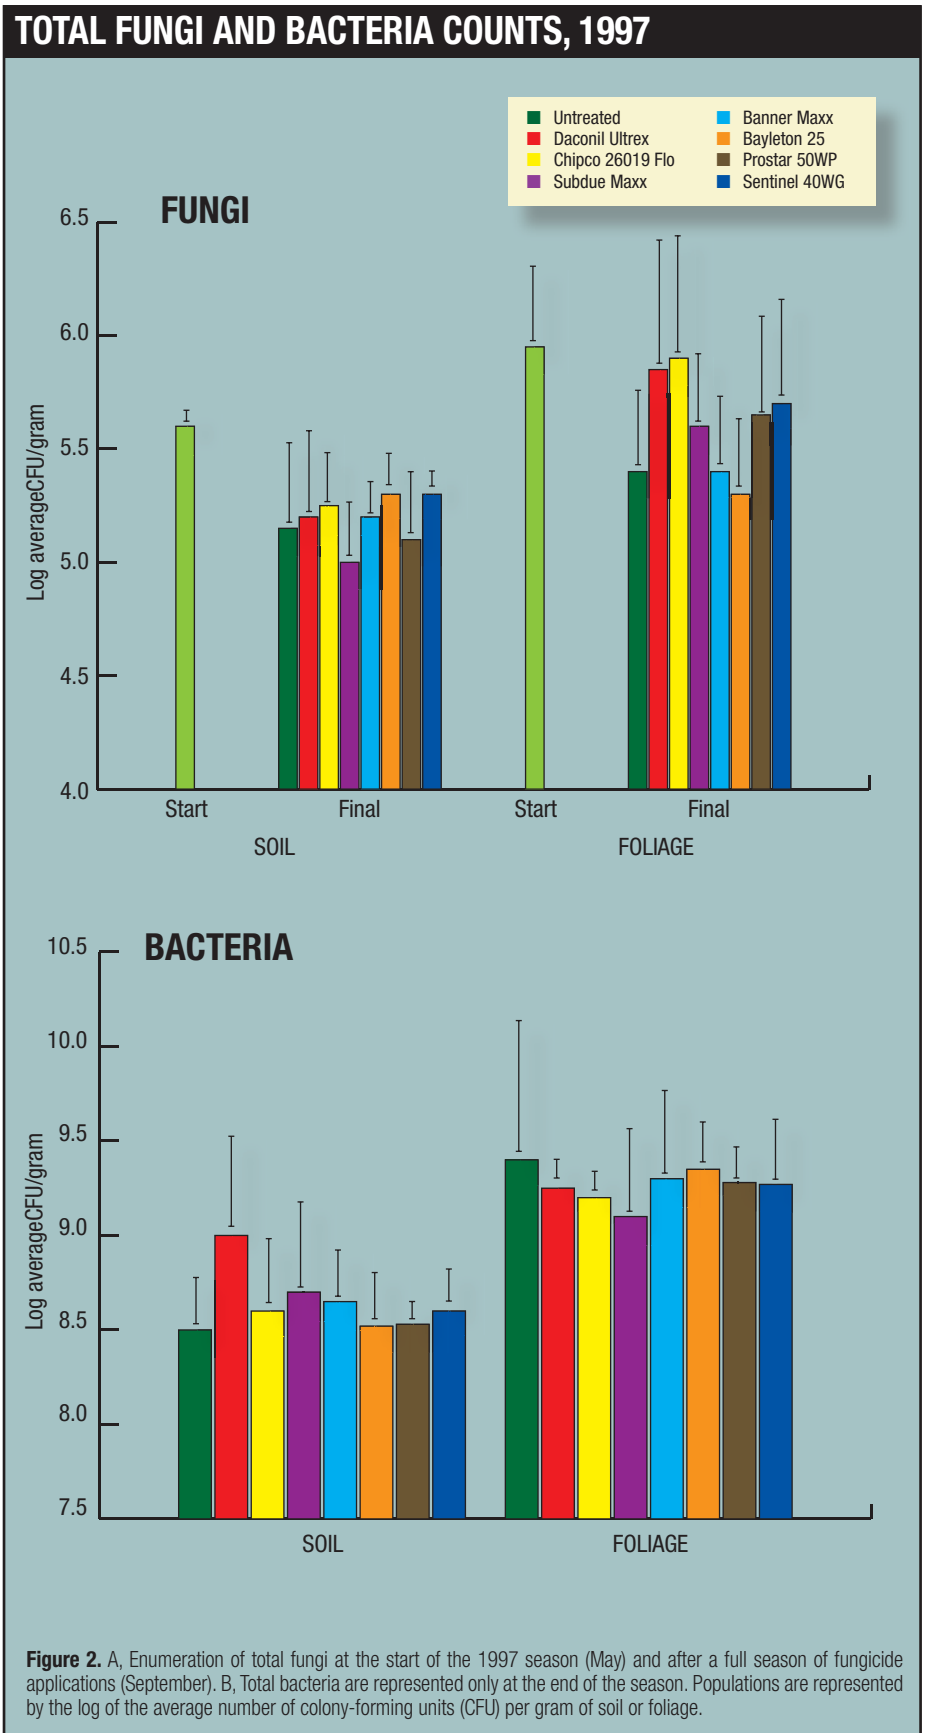 TOTAL FUNGI AND BACTERIA COUNTS, 1997
Untreated
Daconil Ultrex
Chipco 26019 Flo
Subdue Maxx
Banner Maxx
Bayleton 25
Prostar 50WP
Sentinel 40WG
FUNGI
6.5
6.0
5.5
5.0
4.5
4.0
Log averageCFU/gram
Start
Final
Start
Final
SOIL
FOLIAGE
BACTERIA
10.5
10.0
9.5
9.0
8.5
8.0
7.5
Log averageCFU/gram
SOIL
FOLIAGE
Figure 2. A, Enumeration of total fungi at the start of the 1997 season (May) and after a full season of fungicide
applications (September). B, Total bacteria are represented only at the end of the season. Populations are represented
by the log of the average number of colony-forming units (CFU) per gram of soil or foliage.